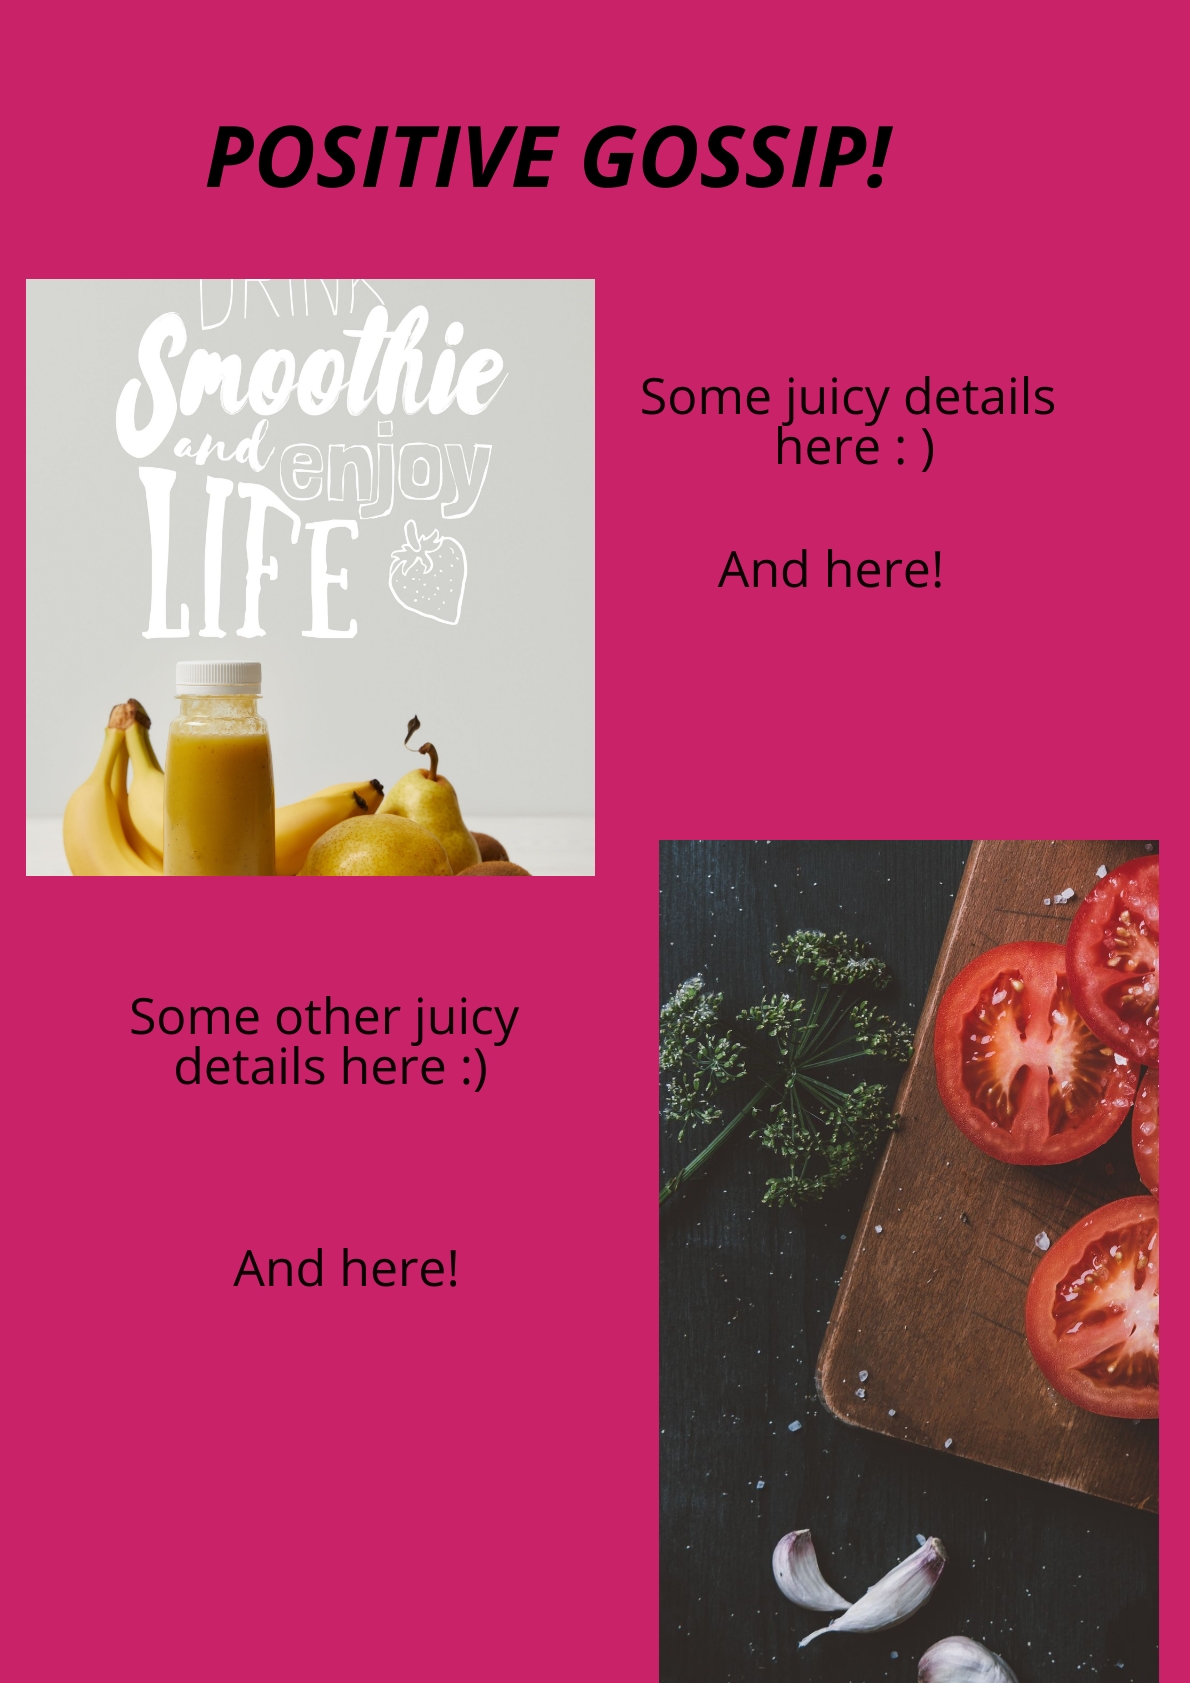 POSITIVE GOSSIP!
DRINK
Smoothie
and enjoy
LIFE
Some juicy details
here : )
And here!
Some other juicy
details here :)
And here!